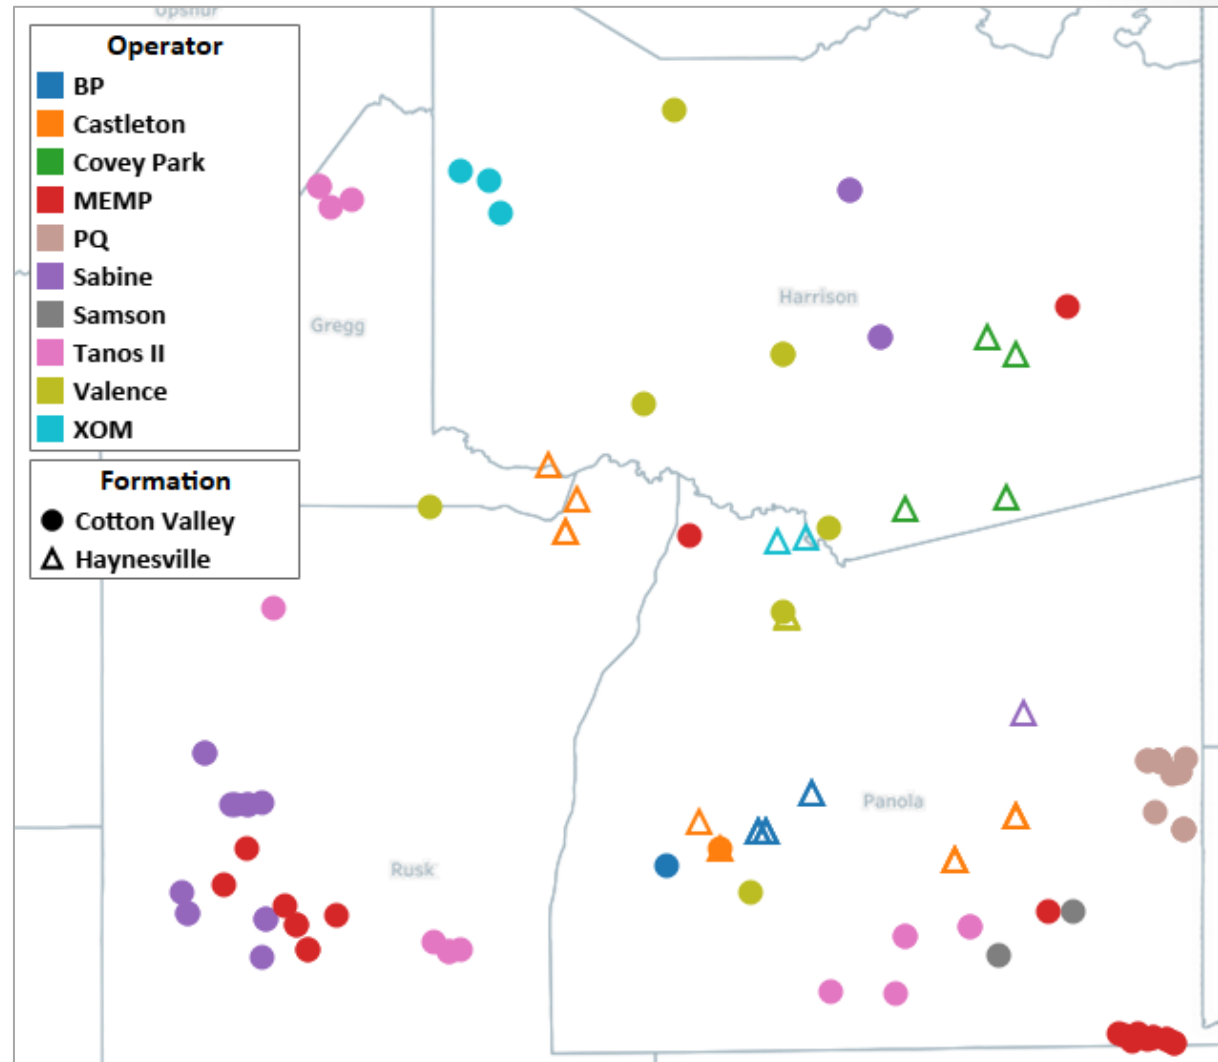 Upshur
Operator
BP
Castleton
Covey Park
MEMP
PQ
Sabine
Samson
Tanos II
Valence
XOM
Formation
Cotton Valley
Haynesville
Harrison
Gregg
Panola
Rusk